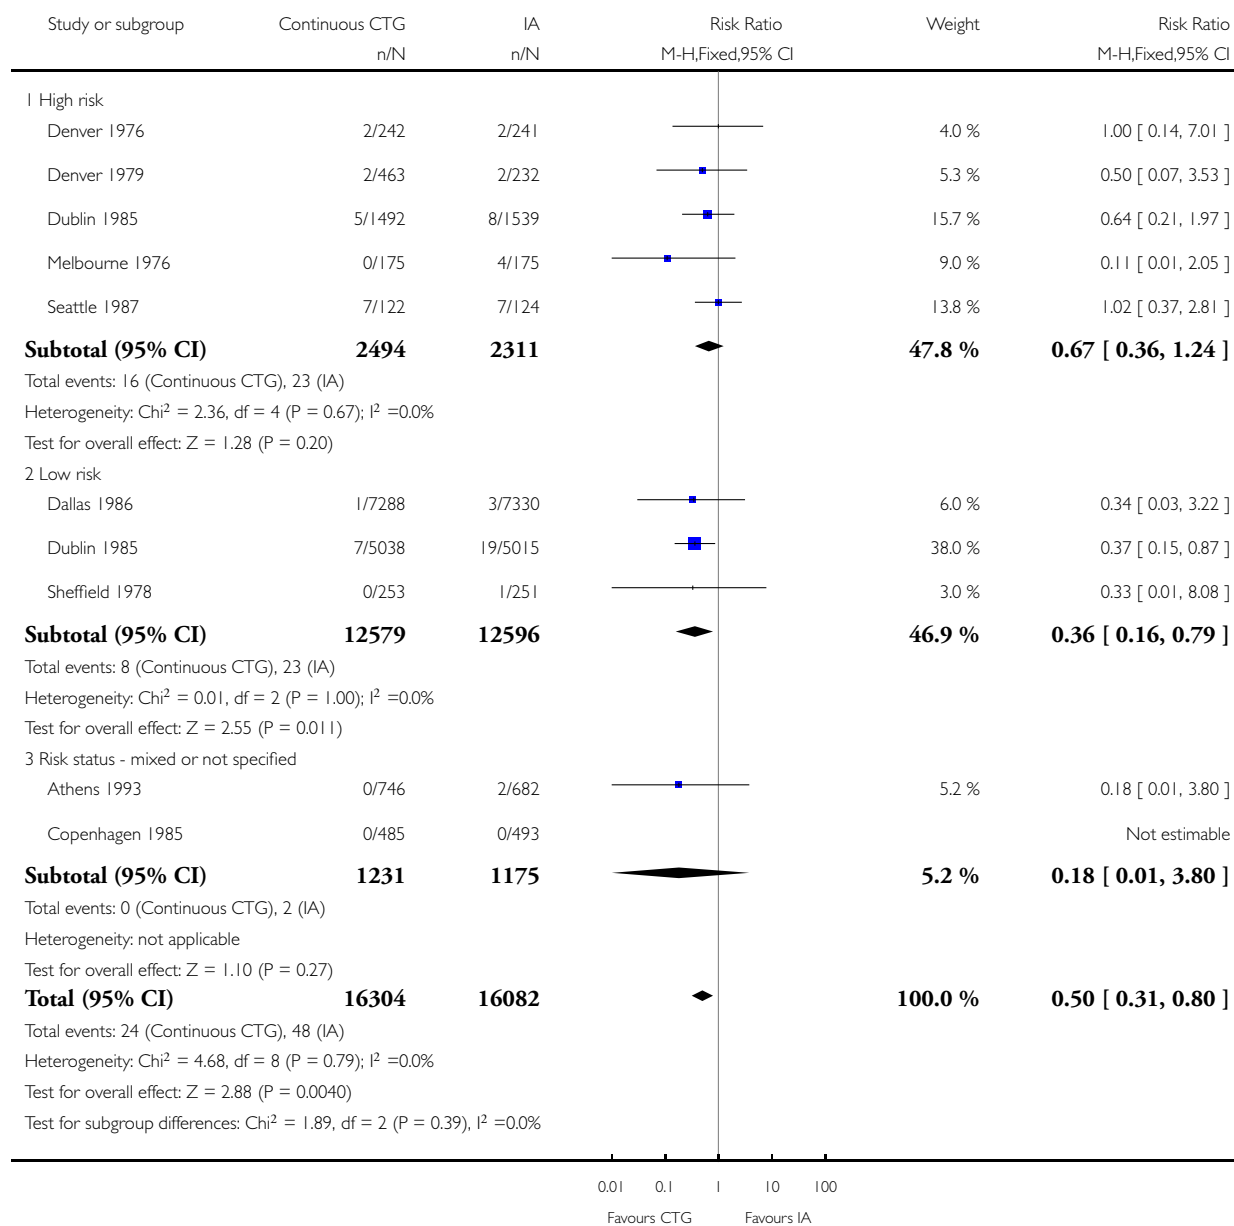 Study or subgroup Continuous CTG IA Risk Ratio Weight Risk Ratio
n/N n/N M-H,Fixed,95% CI M-H,Fixed,95% CI
1 High risk
Denver 1976 2/242 2/241 4.0 % 1.00 [ 0.14, 7.01 ]
Denver 1979 2/463 2/232 5.3 % 0.50 [ 0.07, 3.53 ]
Dublin 1985 5/1492 8/1539 15.7 % 0.64 [ 0.21, 1.97 ]
Melbourne 1976 0/175 4/175 9.0 % 0.11 [ 0.01, 2.05 ]
Seattle 1987 7/122 7/124 13.8 % 1.02 [ 0.37, 2.81 ]
Subtotal (95% CI) 2494 2311 47.8 % 0.67 [ 0.36, 1.24 ]
Total events: 16 (Continuous CTG), 23 (IA)
Heterogeneity: Chi² = 2.36, df = 4 (P = 0.67); I² =0.0%
Test for overall effect: Z = 1.28 (P = 0.20)
2 Low risk
Dallas 1986 1/7288 3/7330 6.0 % 0.34 [ 0.03, 3.22 ]
Dublin 1985 7/5038 19/5015 38.0 % 0.37 [ 0.15, 0.87 ]
Sheffield 1978 0/253 1/251 3.0 % 0.33 [ 0.01, 8.08 ]
Subtotal (95% CI) 12579 12596 46.9 % 0.36 [ 0.16, 0.79 ]
Total events: 8 (Continuous CTG), 23 (IA)
Heterogeneity: Chi² = 0.01, df = 2 (P = 1.00); I² =0.0%
Test for overall effect: Z = 2.55 (P = 0.011)
3 Risk status - mixed or not specified
Athens 1993 0/746 2/682 5.2 % 0.18 [ 0.01, 3.80 ]
Copenhagen 1985 0/485 0/493 Not estimable
Subtotal (95% CI) 1231 1175 5.2 % 0.18 [ 0.01, 3.80 ]
Total events: 0 (Continuous CTG), 2 (IA)
Heterogeneity: not applicable
Test for overall effect: Z = 1.10 (P = 0.27)
Total (95% CI) 16304 16082 100.0 % 0.50 [ 0.31, 0.80 ]
Total events: 24 (Continuous CTG), 48 (IA)
Heterogeneity: Chi² = 4.68, df = 8 (P = 0.79); I² =0.0%
Test for overall effect: Z = 2.88 (P = 0.0040)
Test for subgroup differences: Chi² = 1.89, df = 2 (P = 0.39), I² =0.0%
0.01 0.1 1 10 100
Favours CTG Favours IA